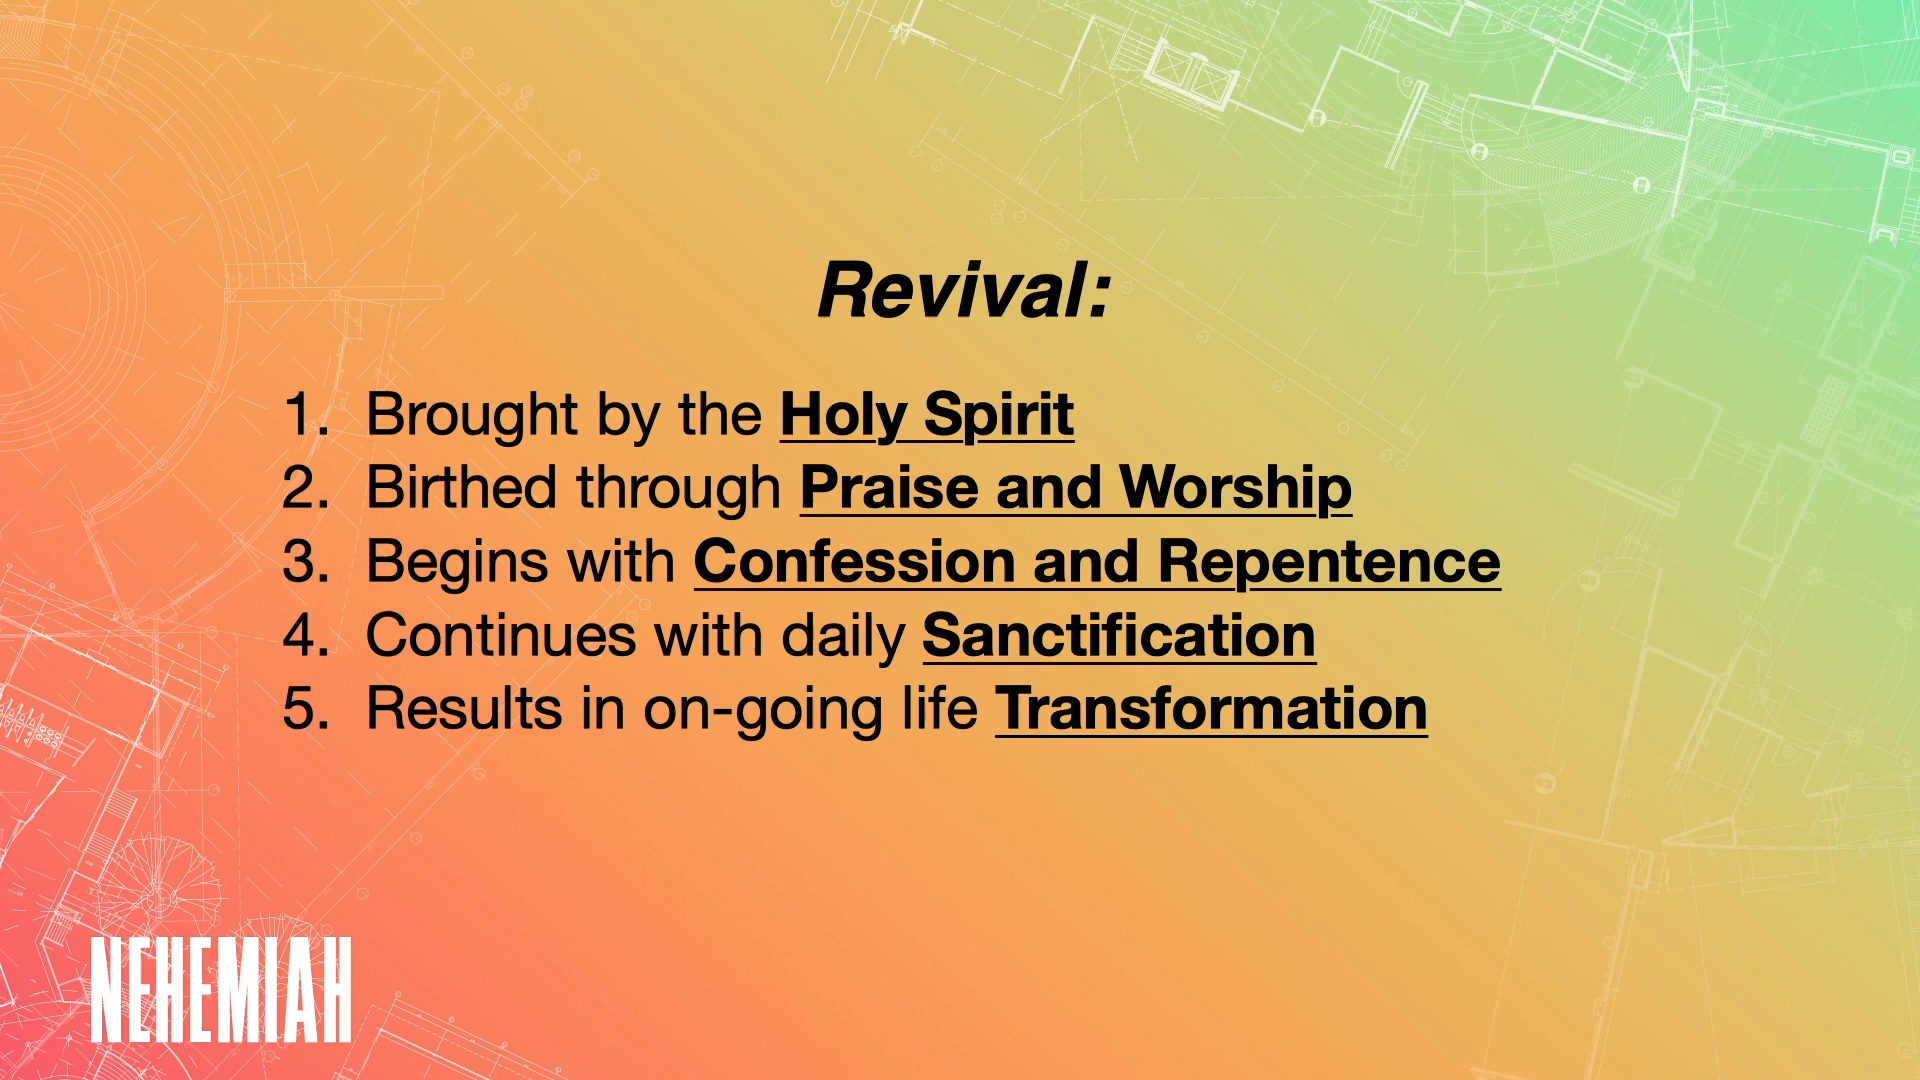 Revival:
1. Brought by the Holy Spirit
2. Birthed through Praise and Worship
3. Begins with Confession and Repentence
4. Continues with daily Sanctification
5. Results in on-going life Transformation
NEHEMIAH